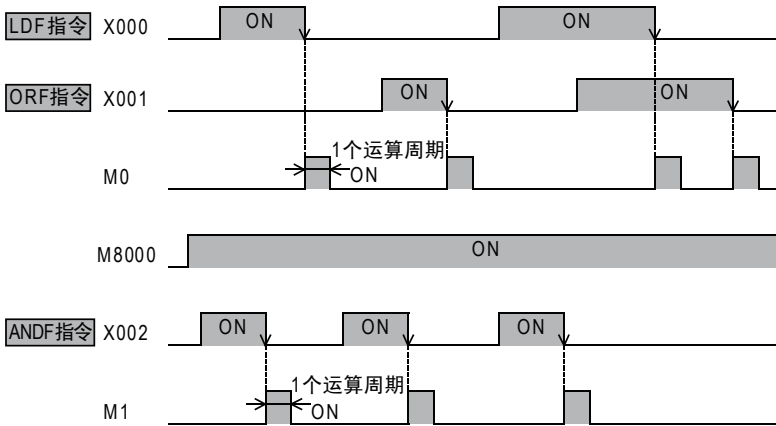 LDF指令 X000 ON ON
ORF指令 X001 ON ON
1个运算周期
M0 ON
M8000 ON
ANDF指令 X002 ON ON ON
1个运算周期
M1 ON